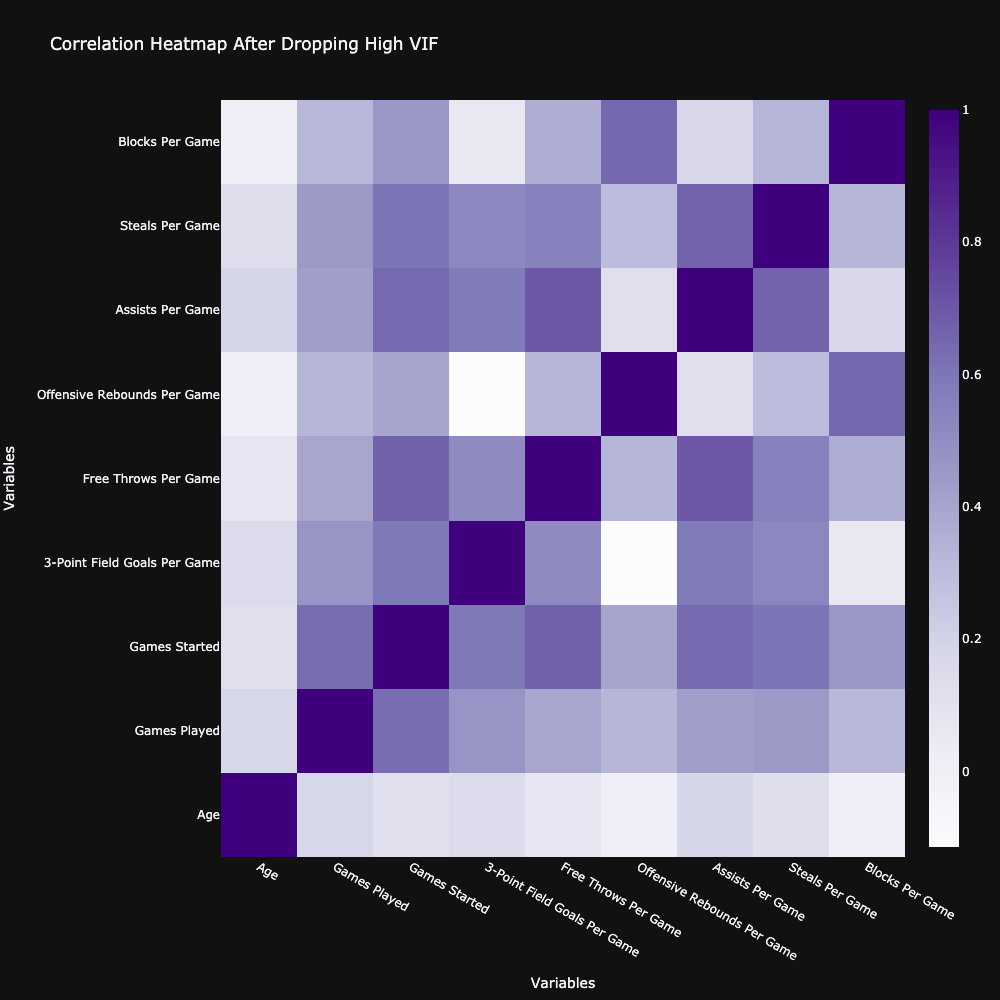 Correlation Heatmap After Dropping High VIF
Variables
Blocks Per Game
Steals Per Game
Assists Per Game
Offensive Rebounds Per Game
Free Throws Per Game
3-Point Field Goals Per Game
Games Started
Games Played
Age
1
0.8
0.6
0.4
0.2
0
Age
Games Played
Games Started
3-Point Field Goals Per Game
Free Throws Per Game
Offensive Rebounds Per Game
Assists Per Game
Steals Per Game
Blocks Per Game
Variables